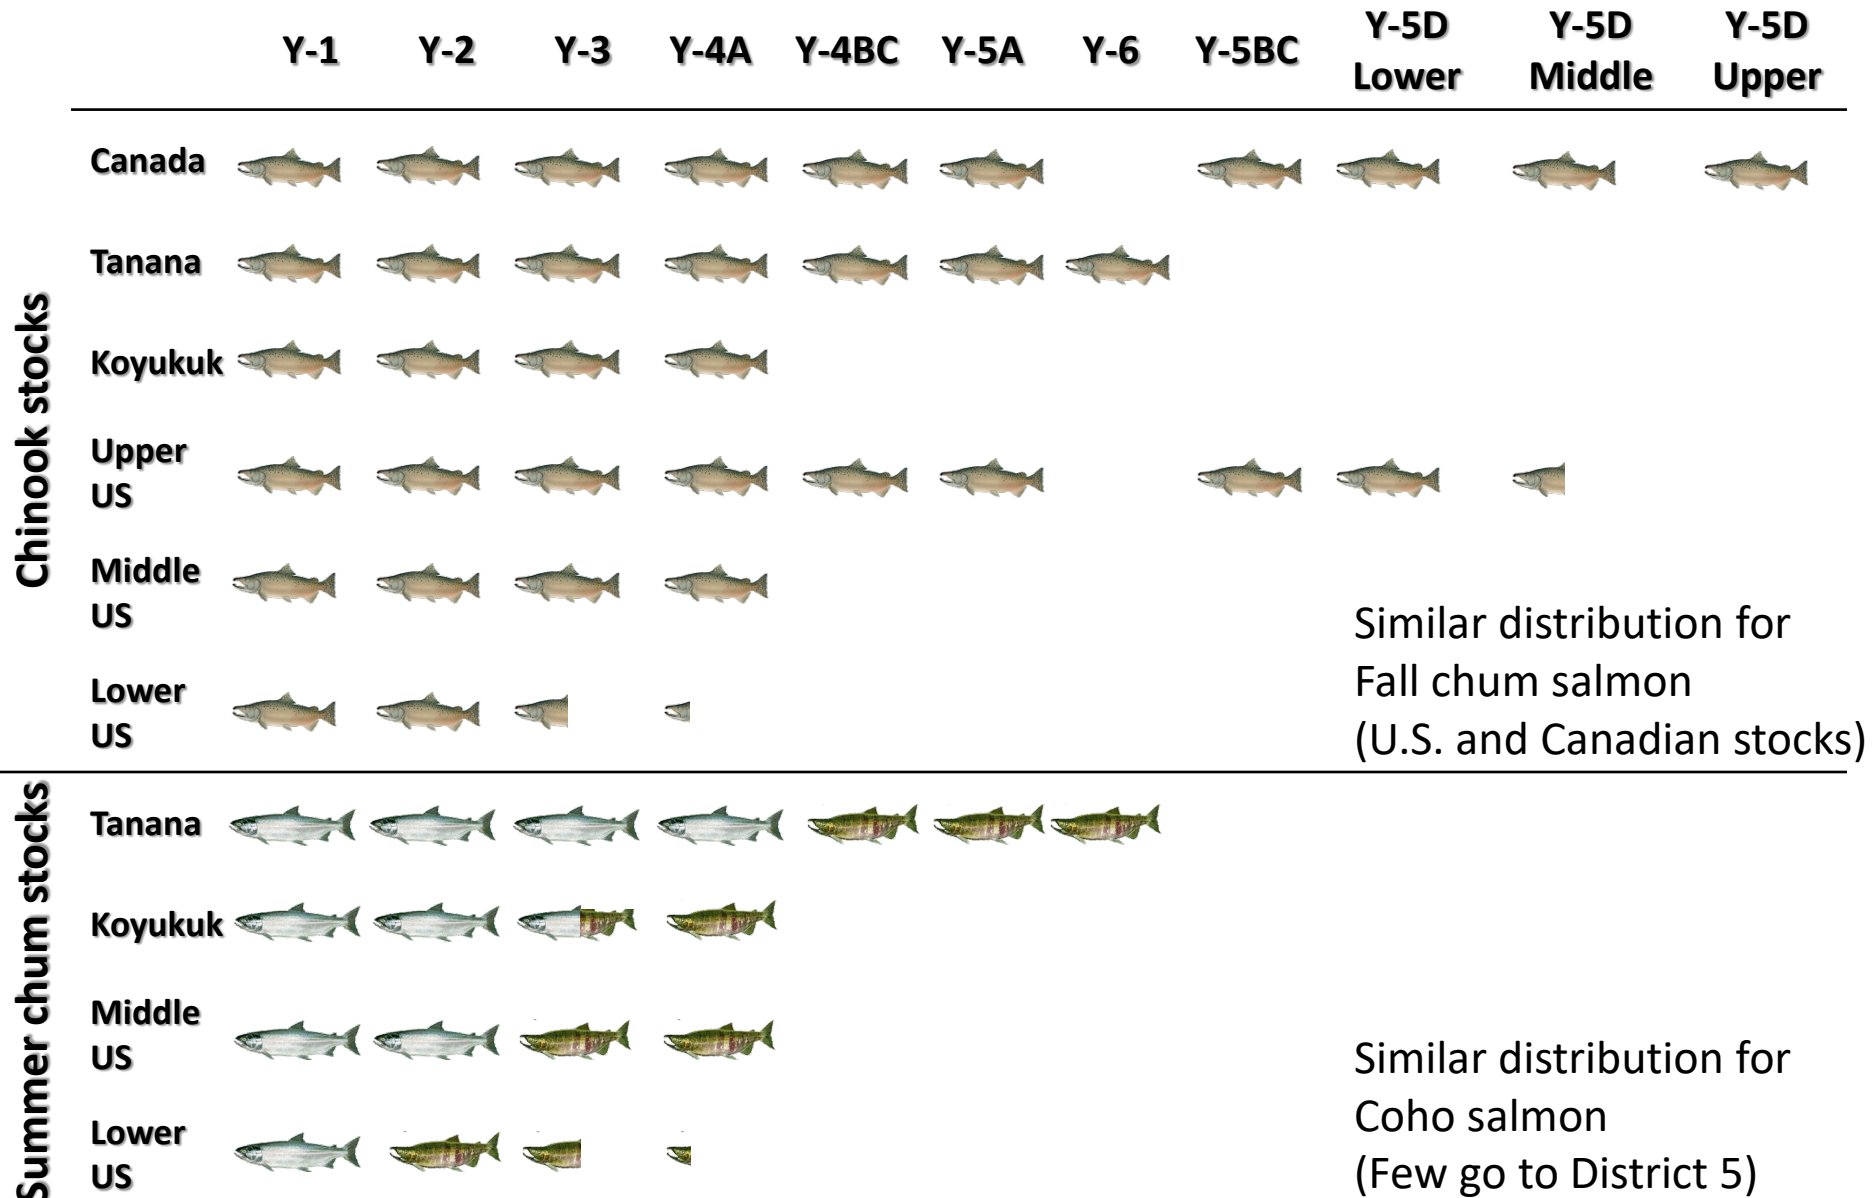 Y-1 Y-2 Y-3 Y-4A Y-4BC Y-5A Y-6 Y-5BC Y-5D Lower Y-5D Middle Y-5D Upper
Chinook stocks
Canada
Tanana
Koyukuk
Upper
US
Middle
US
Lower
US
Similar distribution for
Fall chum salmon
(U.S. and Canadian stocks)
Summer chum stocks
Tanana
Koyukuk
Middle
US
Lower
US
Similar distribution for
Coho salmon
(Few go to District 5)